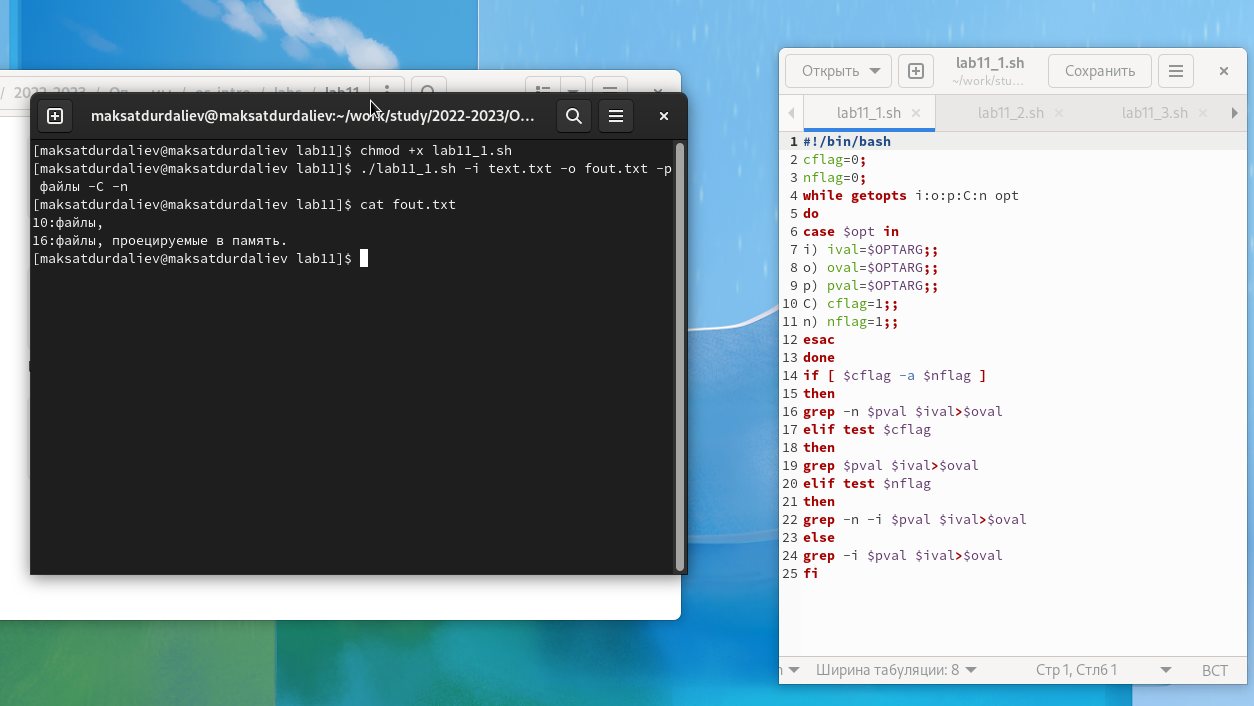 2022-2023 / Оп / os-intro / labs / lab11
maksatdurdaliev@maksatdurdaliev:~/work/study/2022-2023/О...
[maksatdurdaliev@maksatdurdaliev lab11]$ chmod +x lab11_1.sh
[maksatdurdaliev@maksatdurdaliev lab11]$ ./lab11_1.sh -i text.txt -o fout.txt -p
файлы -C -n
[maksatdurdaliev@maksatdurdaliev lab11]$ cat fout.txt
10:файлы,
16:файлы, проецируемые в память.
[maksatdurdaliev@maksatdurdaliev lab11]$
Открыть
lab11_1.sh
~/work/stu...
Сохранить
lab11_1.sh
lab11_2.sh
lab11_3.sh
1 #!/bin/bash
2 cflag=0;
3 nflag=0;
4 while getopts i:o:p:C:n opt
5 do
6 case $opt in
7 i) ival=$OPTARG;;
8 o) oval=$OPTARG;;
9 p) pval=$OPTARG;;
10 C) cflag=1;;
11 n) nflag=1;;
12 esac
13 done
14 if [ $cflag -a $nflag ]
15 then
16 grep -n $pval $ival>$oval
17 elif test $cflag
18 then
19 grep $pval $ival>$oval
20 elif test $nflag
21 then
22 grep -n -i $pval $ival>$oval
23 else
24 grep -i $pval $ival>$oval
25 fi
Ширина табуляции: 8
Стр 1, Стлб 1
ВСТ